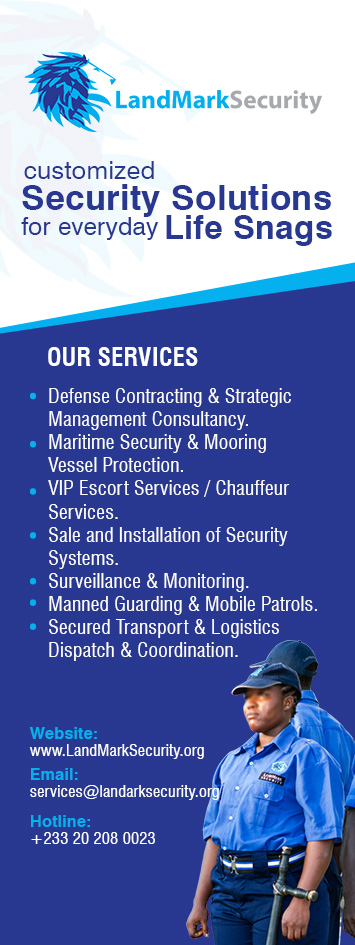 LandMarkSecurity
customized
Security Solutions
for everyday Life Snags
OUR SERVICES
• Defense Contracting & Strategic
Management Consultancy.
• Maritime Security & Mooring
Vessel Protection.
• VIP Escort Services / Chauffeur
Services.
• Sale and Installation of Security
Systems.
• Surveillance & Monitoring.
• Manned Guarding & Mobile Patrols.
• Secured Transport & Logistics
Dispatch & Coordination.
Website:
www.LandMarkSecurity.org
Email:
services@landarksecurity.org
Hotline:
+233 20 208 0023